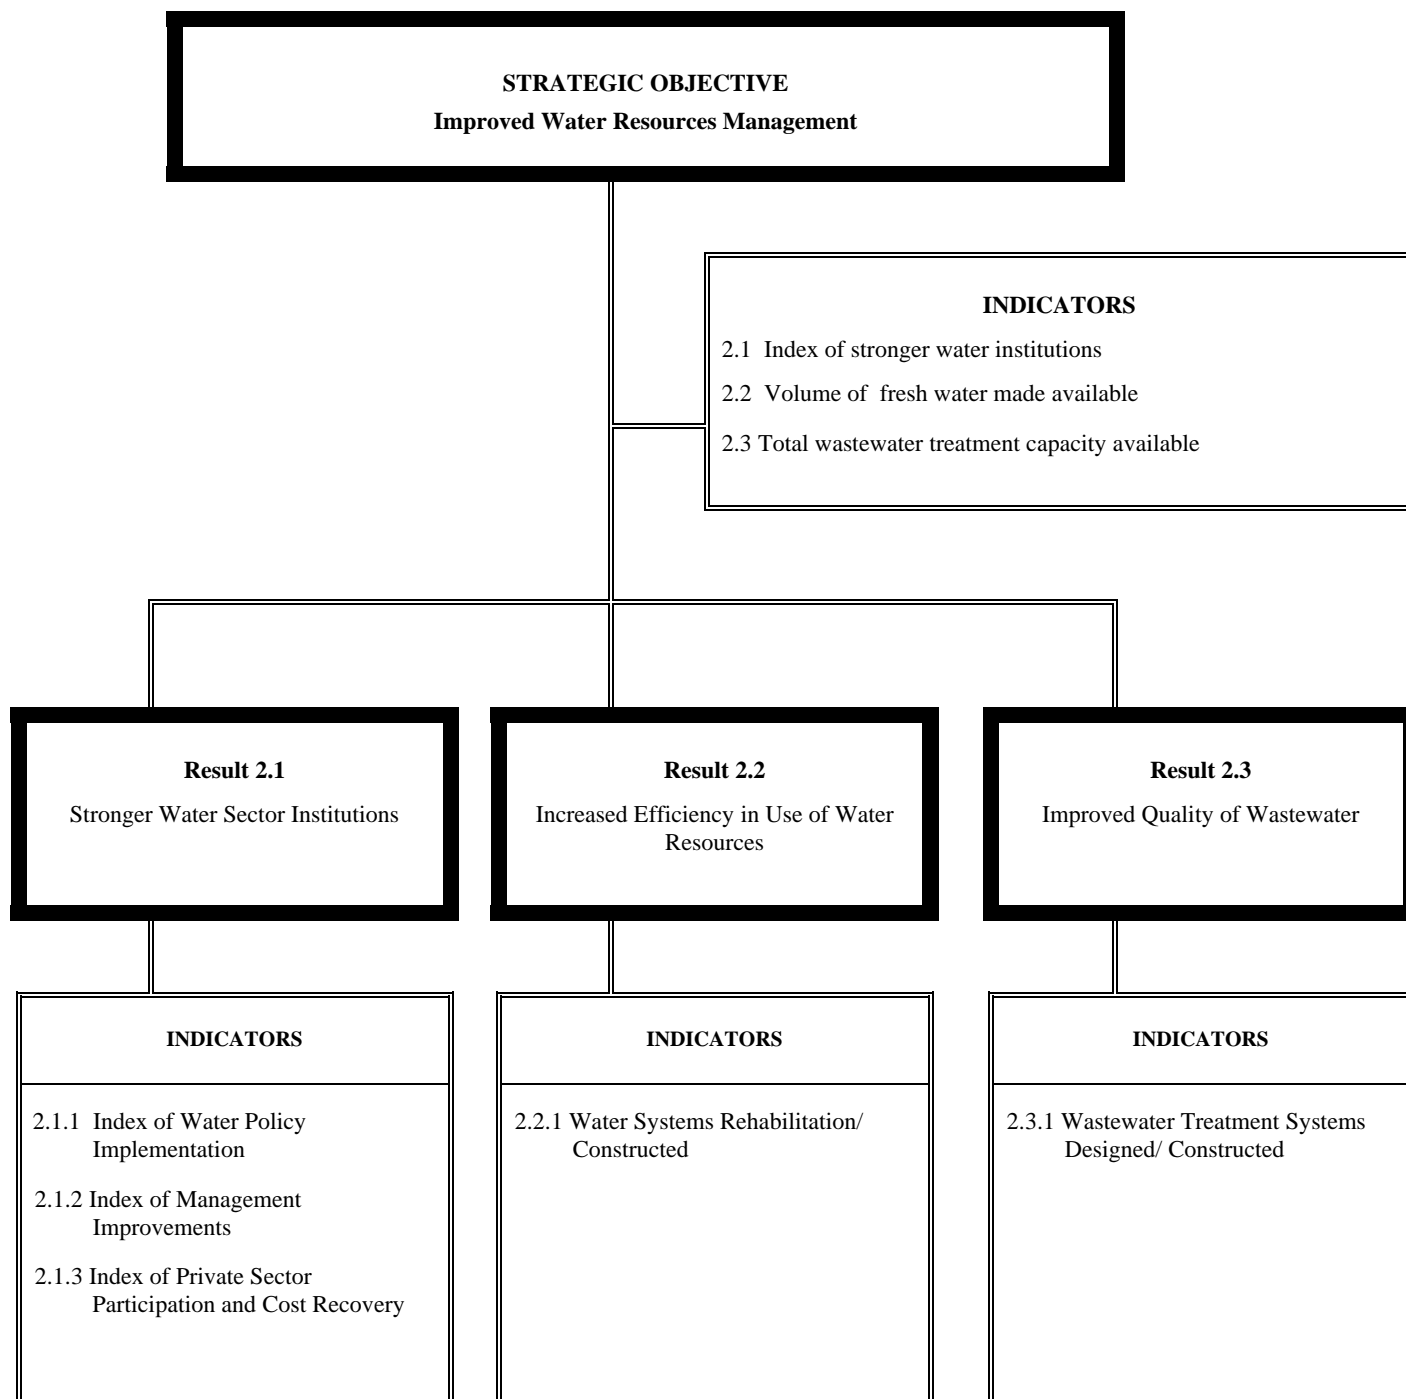 STRATEGIC OBJECTIVE
Improved Water Resources Management
INDICATORS
2.1 Index of stronger water institutions
2.2 Volume of fresh water made available
2.3 Total wastewater treatment capacity available
Result 2.1
Stronger Water Sector Institutions
Result 2.2
Increased Efficiency in Use of Water
Resources
Result 2.3
Improved Quality of Wastewater
INDICATORS
2.1.1 Index of Water Policy
Implementation
2.1.2 Index of Management
Improvements
2.1.3 Index of Private Sector
Participation and Cost Recovery
INDICATORS
2.2.1 Water Systems Rehabilitation/
Constructed
INDICATORS
2.3.1 Wastewater Treatment Systems
Designed/ Constructed